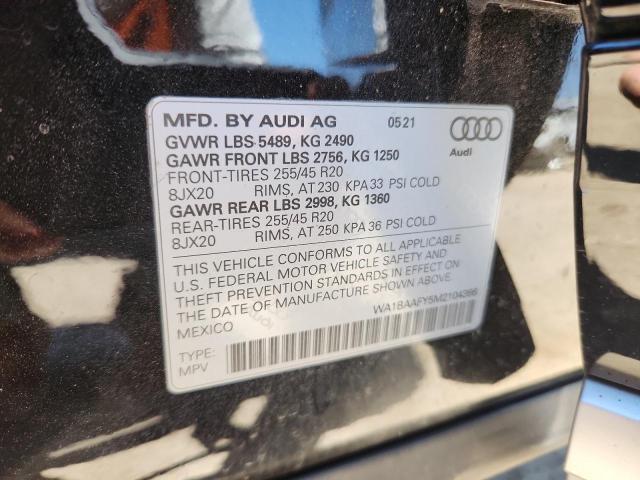 MFD. BY AUDI AG 05 21
GVWR LBS 5489, KG 2490
GAWR FRONT LBS 2756, KG 1250
FRONT-TIRES 255/45 R20
8JX20 RIMS, AT 230 KPA 33 PSI COLD
GAWR REAR LBS 2998, KG 1360
REAR-TIRES 255/45 R20
8JX20 RIMS, AT 250 KPA 36 PSI COLD
Audi
THIS VEHICLE CONFORMS TO ALL APPLICABLE
U.S. FEDERAL MOTOR VEHICLE SAFETY AND
THEFT PREVENTION STANDARDS IN EFFECT ON
THE DATE OF MANUFACTURE SHOWN ABOVE.
MEXICO
WA1BAAFY5M2104366
TYPE:
MPV